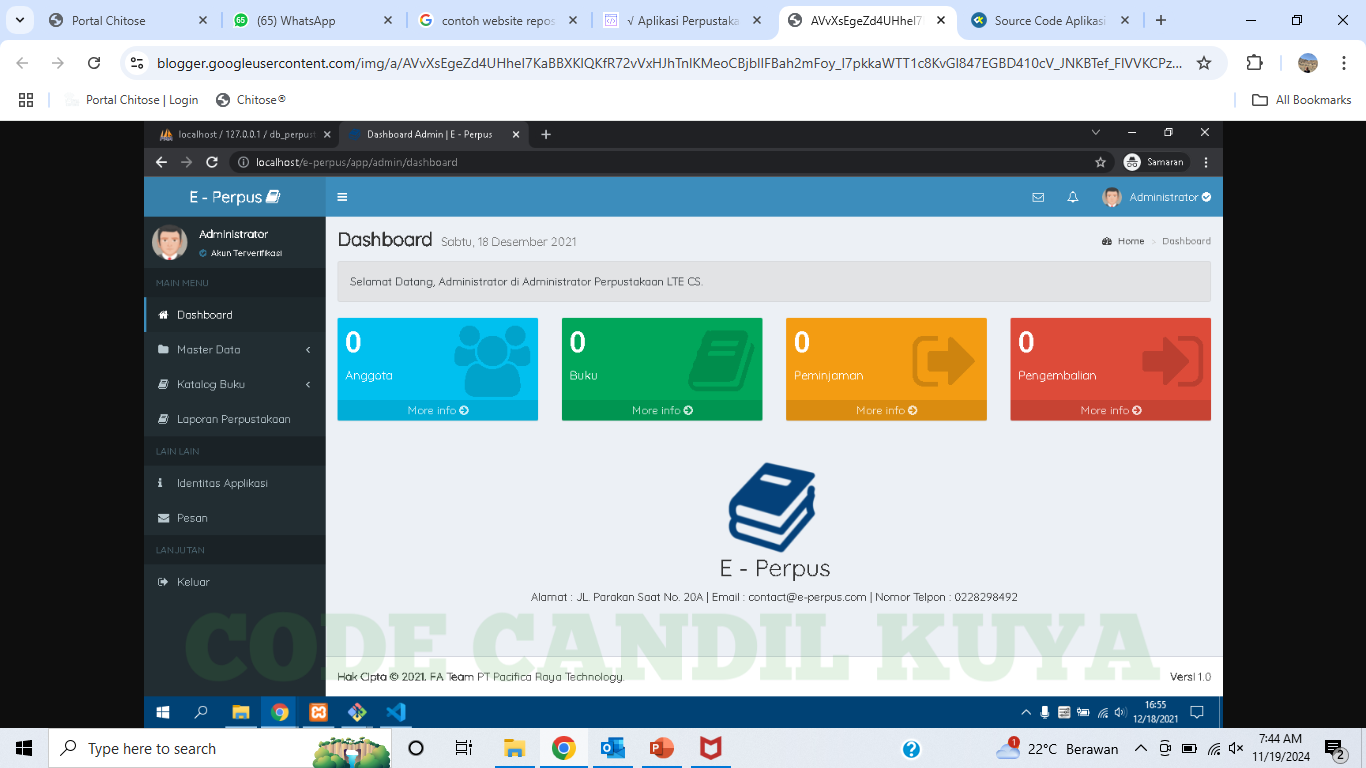 Portal Chitose
(65) WhatsApp
contoh website repos
√ Aplikasi Perpustaka
AVvXsEgeZd4UHheI7
Source Code Aplikasi
blogger.googleusercontent.com/img/a/
Portal Chitose | Login
Chitose®
All Bookmarks
localhost / 127.0.0.1 / db_perpust
Dashboard Admin | E - Perpus
localhost/e-perpus/app/admin/dashboard
Samaran
E - Perpus
Administrator
Administrator
Akun Terverifikasi
Dashboard Sabtu, 18 Desember 2021
Home > Dashboard
MAIN MENU
Selamat Datang, Administrator di Administrator Perpustakaan LTE CS.
Dashboard
Master Data
Katalog Buku
Laporan Perpustakaan
LAIN LAIN
Identitas Applikasi
Pesan
LANJUTAN
Keluar
0
Anggota
More info
0
Buku
More info
0
Peminjaman
More info
0
Pengembalian
More info
E - Perpus
Alamat : JL. Parakan Saat No. 20A | Email : contact@e-perpus.com | Nomor Telpon : 0228298492
CODE CANDIL KUYA
Hak Cipta © 2021. FA Team PT Pacifica Raya Technology.
Versi 1.0
16:55
12/18/2021
Type here to search
1
22°C Berawan
7:44 AM
11/19/2024
2